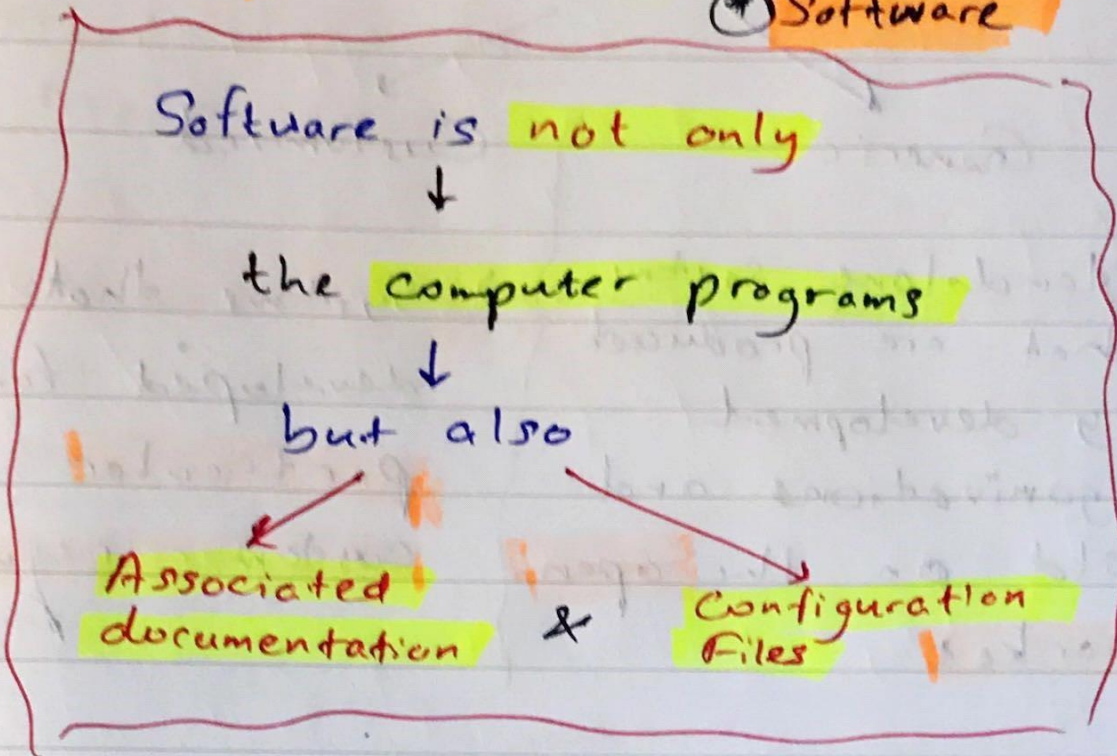 Software
Software is not only
↓
the computer programs
↓
but also
Associated
documentation
&
Configuration
Files